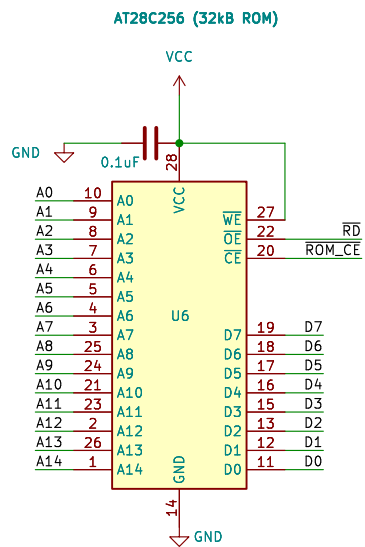 AT28C256 (32kB ROM)
VCC
GND
0.1uF
28
VCC
A0 10 A0
A1 9 A1 WE 27
A2 8 A2 OE 22 RD
A3 7 A3 CE 20 ROM_CE
A4 6 A4
A5 5 A5
A6 4 A6 U6
A7 3 A7 D7 19 D7
A8 25 A8 D6 18 D6
A9 24 A9 D5 17 D5
A10 21 A10 D4 16 D4
A11 23 A11 D3 15 D3
A12 2 A12 D2 13 D2
A13 26 A13 D1 12 D1
A14 1 A14 GND D0 11 D0
14
GND